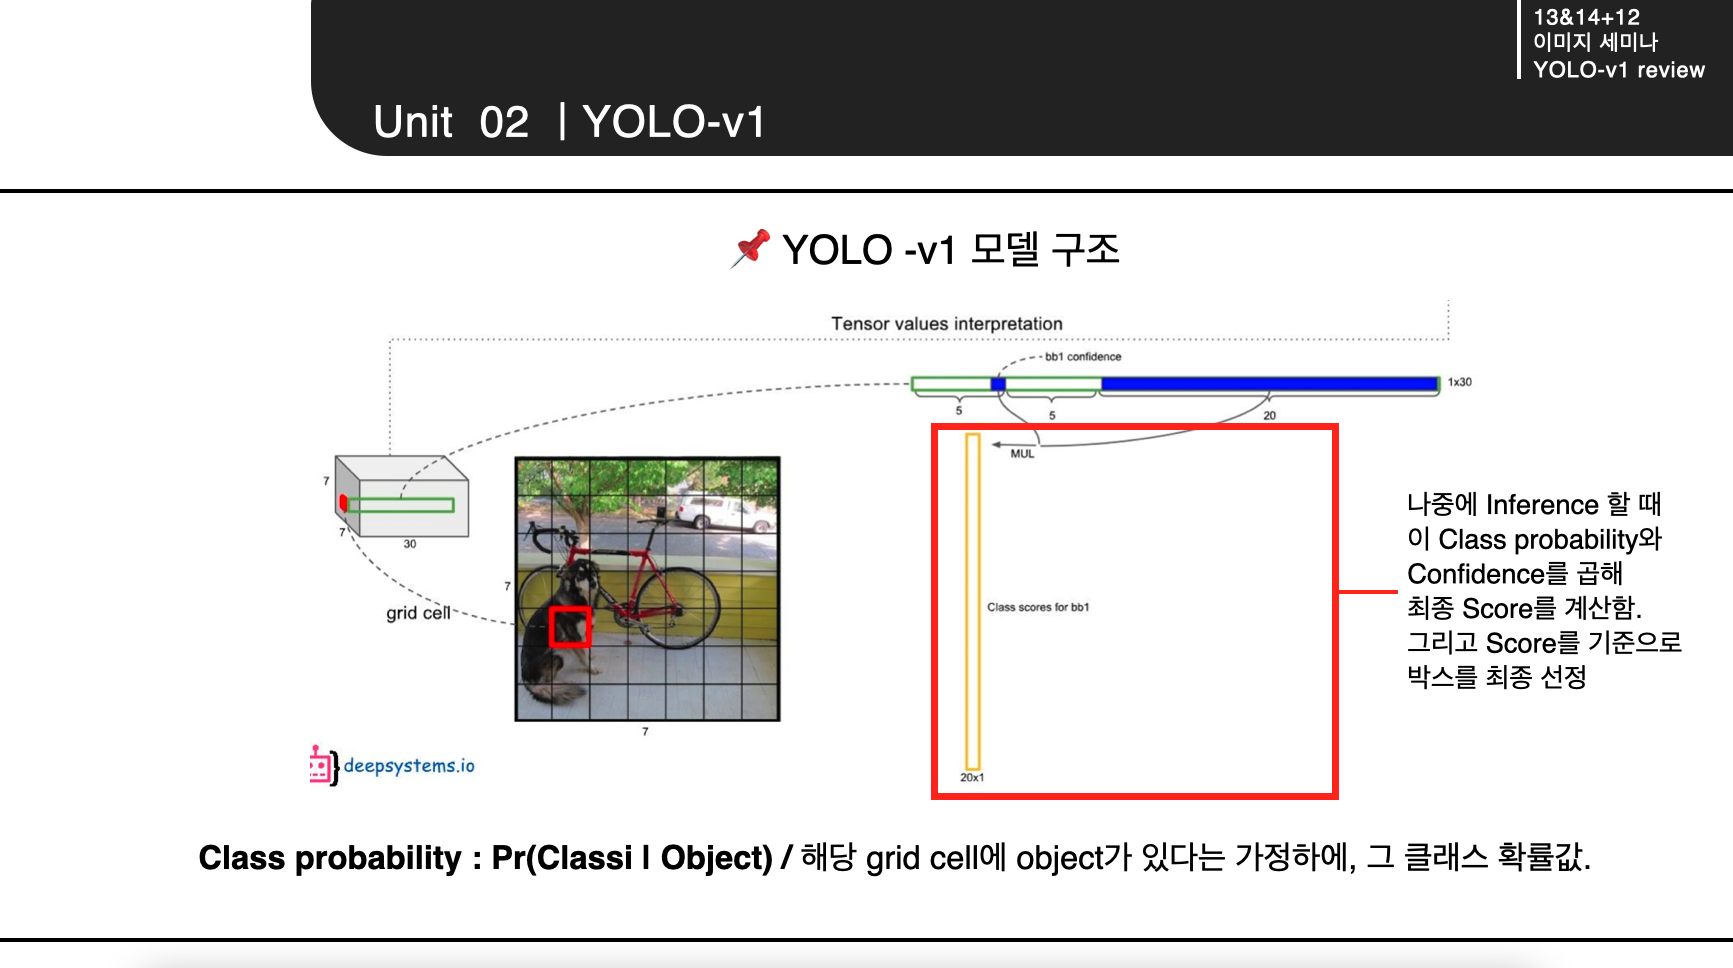 13&14+12
이미지 세미나
YOLO-v1 review
Unit 02 | YOLO-v1
YOLO -v1 모델 구조
Tensor values interpretation
bb1 confidence
1x30
5
5
20
MUL
7
7
30
grid cell
7
7
Class scores for bb1
20x1
나중에 Inference 할 때
이 Class probability와
Confidence를 곱해
최종 Score를 계산함.
그리고 Score를 기준으로
박스를 최종 선정
deepsystems.io
Class probability : Pr(Classi | Object) / 해당 grid cell에 object가 있다는 가정하에, 그 클래스 확률값.